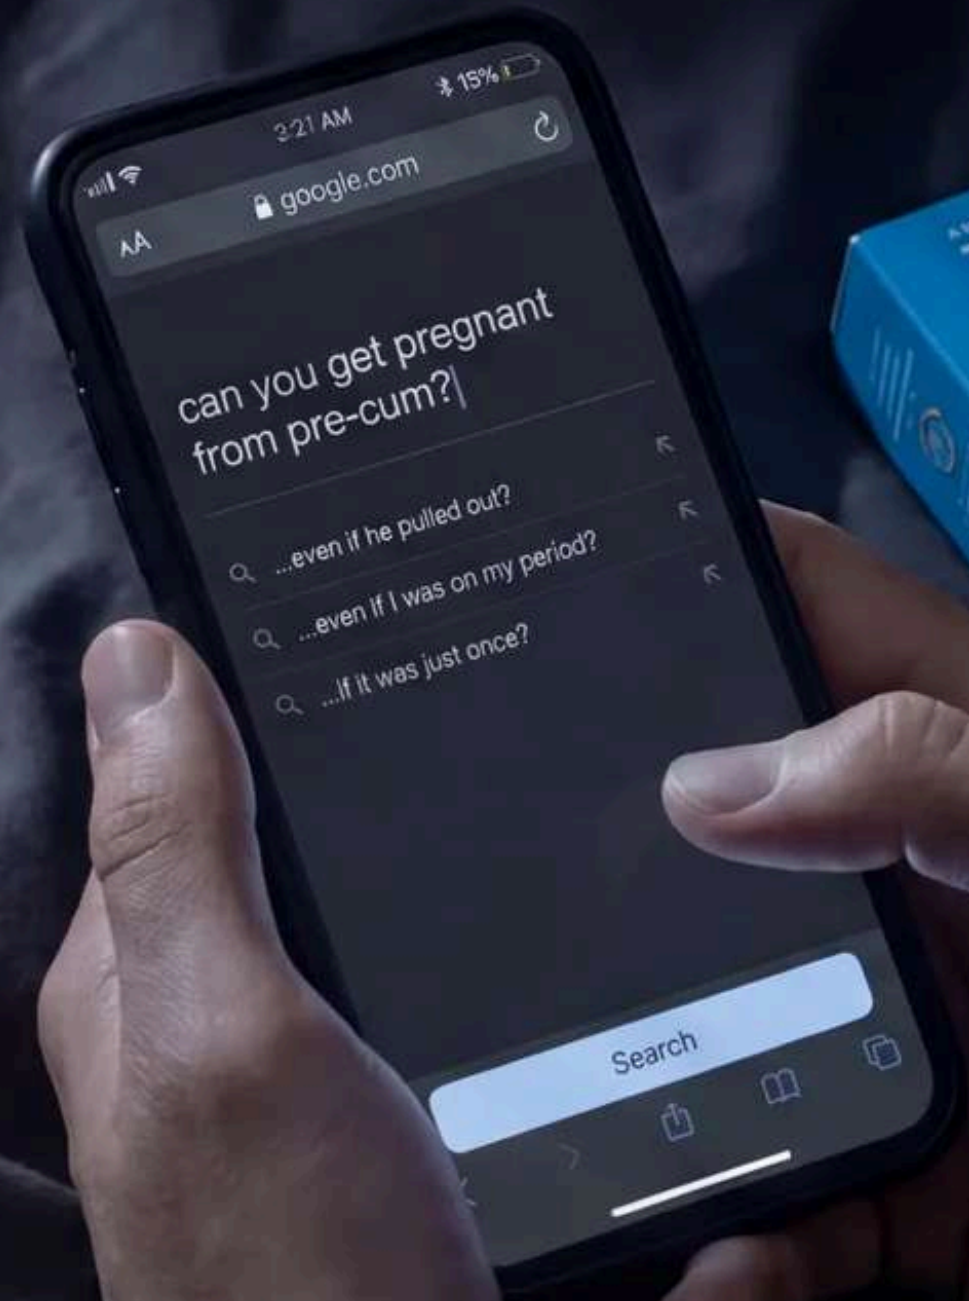 3:21 AM
15%
AA
google.com
can you get pregnant
from pre-cum?
...even if he pulled out?
...even if I was on my period?
...if it was just once?
Search